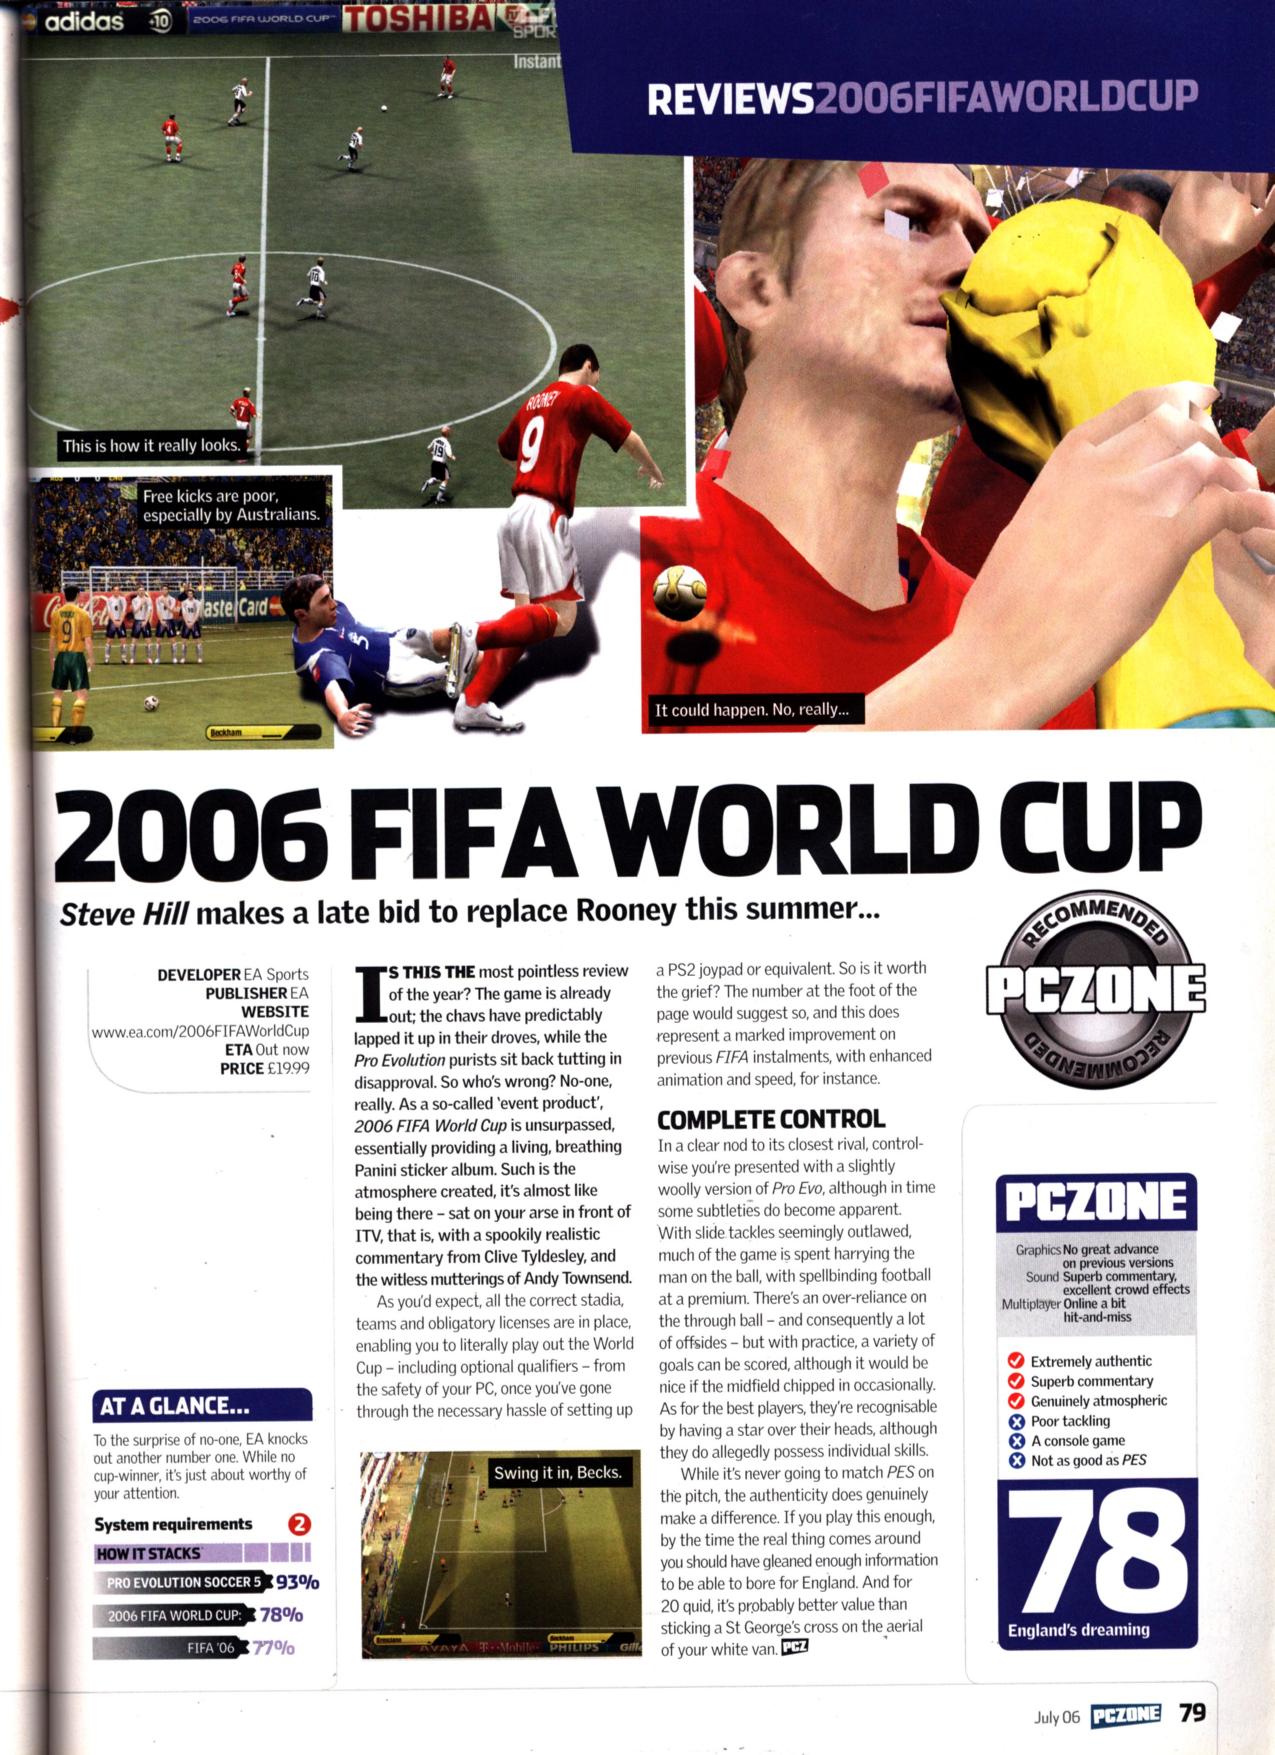 adidas +10 2006 FIFA WORLD CUP™ TOSHIBA
Instant
REVIEWS2006FIFAWORLDCUP
ROONEY
9
This is how it really looks.
Free kicks are poor,
especially by Australians.
Coca
MasterCard
9
Beckham
It could happen. No, really...
2006 FIFA WORLD CUP
Steve Hill makes a late bid to replace Rooney this summer...
RECOMMENDED
PCZONE
RECOMMENDED
DEVELOPER EA Sports
PUBLISHER EA
WEBSITE
www.ea.com/2006FIFAWorldCup
ETA Out now
PRICE £19.99
IS THIS THE most pointless review
of the year? The game is already
out; the chavs have predictably
lapped it up in their droves, while the
Pro Evolution purists sit back tutting in
disapproval. So who's wrong? No-one,
really. As a so-called 'event product',
2006 FIFA World Cup is unsurpassed,
essentially providing a living, breathing
Panini sticker album. Such is the
atmosphere created, it's almost like
being there – sat on your arse in front of
ITV, that is, with a spookily realistic
commentary from Clive Tyldesley, and
the witless mutterings of Andy Townsend.
As you'd expect, all the correct stadia,
teams and obligatory licenses are in place,
enabling you to literally play out the World
Cup – including optional qualifiers – from
the safety of your PC, once you've gone
through the necessary hassle of setting up
a PS2 joypad or equivalent. So is it worth
the grief? The number at the foot of the
page would suggest so, and this does
represent a marked improvement on
previous FIFA instalments, with enhanced
animation and speed, for instance.
COMPLETE CONTROL
In a clear nod to its closest rival, control-
wise you're presented with a slightly
woolly version of Pro Evo, although in time
some subtleties do become apparent.
With slide tackles seemingly outlawed,
much of the game is spent harrying the
man on the ball, with spellbinding football
at a premium. There's an over-reliance on
the through ball – and consequently a lot
of offsides – but with practice, a variety of
goals can be scored, although it would be
nice if the midfield chipped in occasionally.
As for the best players, they're recognisable
by having a star over their heads, although
they do allegedly possess individual skills.
While it's never going to match PES on
the pitch, the authenticity does genuinely
make a difference. If you play this enough,
by the time the real thing comes around
you should have gleaned enough information
to be able to bore for England. And for
20 quid, it's probably better value than
sticking a St George's cross on the aerial
of your white van. PCZ
Swing it in, Becks.
AVAYA T··Mobile· PHILIPS Gille
Beckham
AT A GLANCE...
To the surprise of no-one, EA knocks
out another number one. While no
cup-winner, it's just about worthy of
your attention.
System requirements 2
HOW IT STACKS
PRO EVOLUTION SOCCER 5 93%
2006 FIFA WORLD CUP: 78%
FIFA '06 77%
PCZONE
Graphics No great advance
on previous versions
Sound Superb commentary,
excellent crowd effects
Multiplayer Online a bit
hit-and-miss
Extremely authentic
Superb commentary
Genuinely atmospheric
Poor tackling
A console game
Not as good as PES
78
England's dreaming
July 06 PCZONE 79